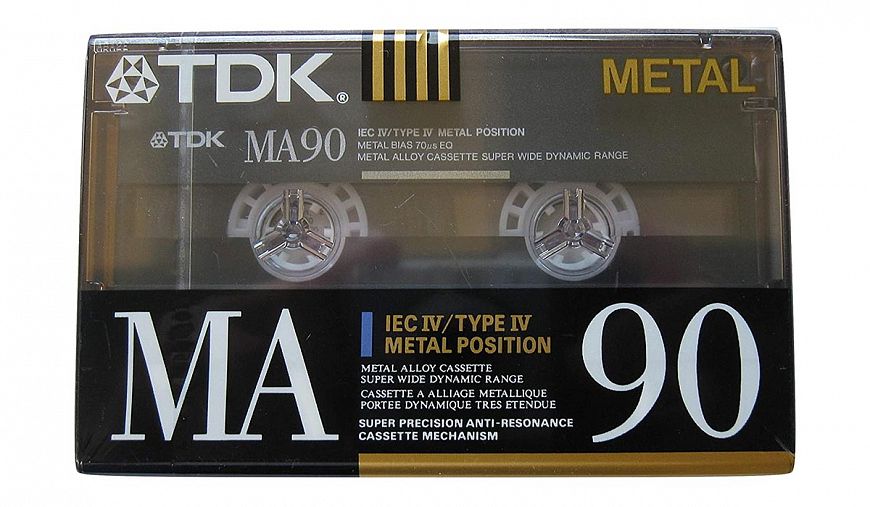 TDK®
METAL
TDK MA90
IEC IV/TYPE IV METAL POSITION
METAL BIAS 70µs EQ
METAL ALLOY CASSETTE SUPER WIDE DYNAMIC RANGE
MA
IEC IV/TYPE IV
METAL POSITION
METAL ALLOY CASSETTE
SUPER WIDE DYNAMIC RANGE
CASSETTE A ALLIAGE METALLIQUE
PORTEE DYNAMIQUE TRES ETENDUE
SUPER PRECISION ANTI-RESONANCE
CASSETTE MECHANISM
90